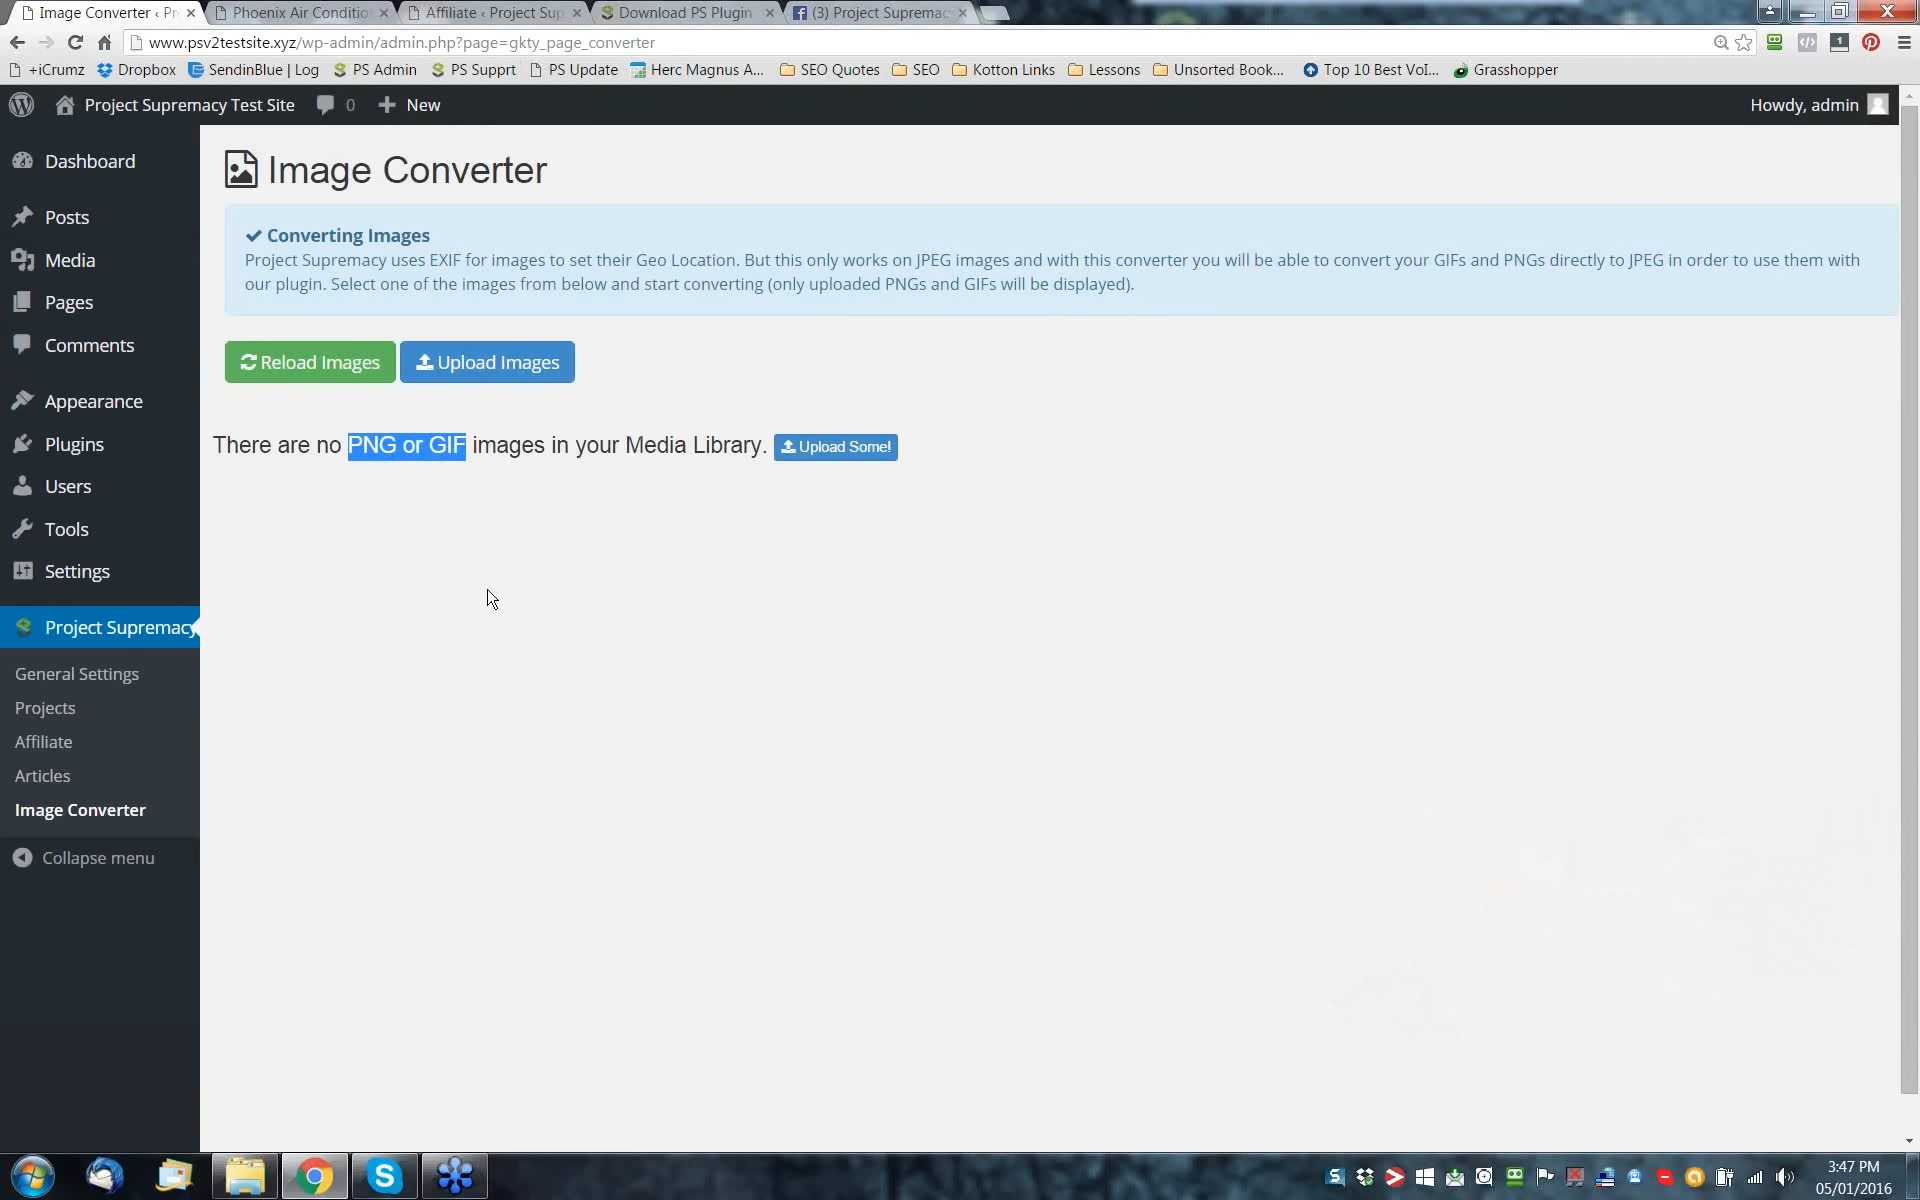 Image Converter ‹ Pr
Phoenix Air Conditio
Affiliate ‹ Project Sup
Download PS Plugin
(3) Project Supremac
www.psv2testsite.xyz/wp-admin/admin.php?page=gkty_page_converter
+iCrumz
Dropbox
SendinBlue | Log
PS Admin
PS Supprt
PS Update
Herc Magnus A...
SEO Quotes
SEO
Kotton Links
Lessons
Unsorted Book...
Top 10 Best VoI...
Grasshopper
Project Supremacy Test Site
0
New
Howdy, admin
Dashboard
Posts
Media
Pages
Comments
Appearance
Plugins
Users
Tools
Settings
Project Supremacy
General Settings
Projects
Affiliate
Articles
Image Converter
Collapse menu
Image Converter
Converting Images
Project Supremacy uses EXIF for images to set their Geo Location. But this only works on JPEG images and with this converter you will be able to convert your GIFs and PNGs directly to JPEG in order to use them with
our plugin. Select one of the images from below and start converting (only uploaded PNGs and GIFs will be displayed).
Reload Images
Upload Images
There are no PNG or GIF images in your Media Library.
Upload Some!
3:47 PM
05/01/2016